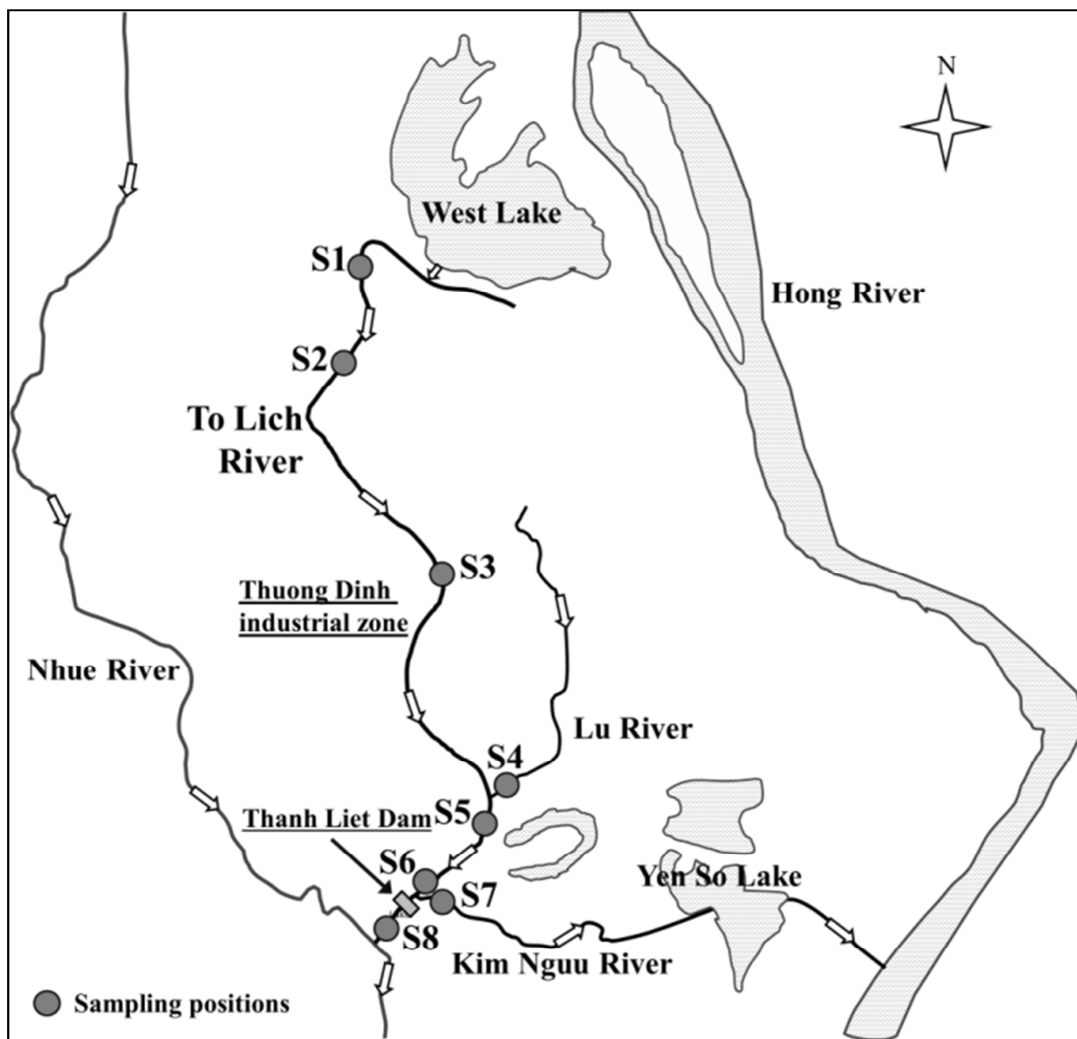 N
West Lake
S1
Hong River
S2
To Lich
River
S3
Thuong Dinh
industrial zone
Nhue River
Lu River
S4
S5
Thanh Liet Dam
S6
Yen So Lake
S7
S8
Kim Nguu River
Sampling positions